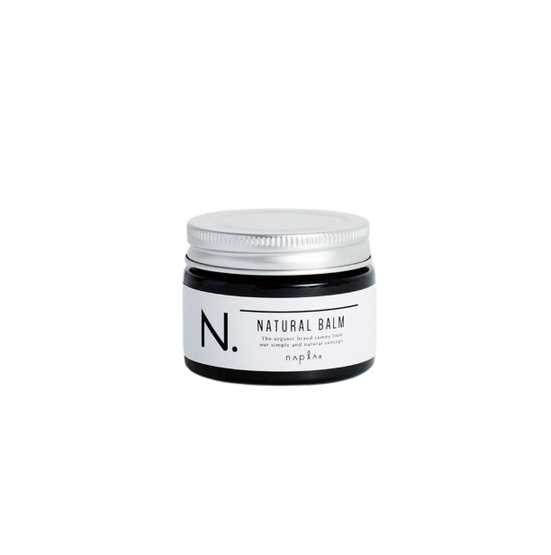 N.
NATURAL BALM
The organic brand comes from
our simple and natural concept.
napla®